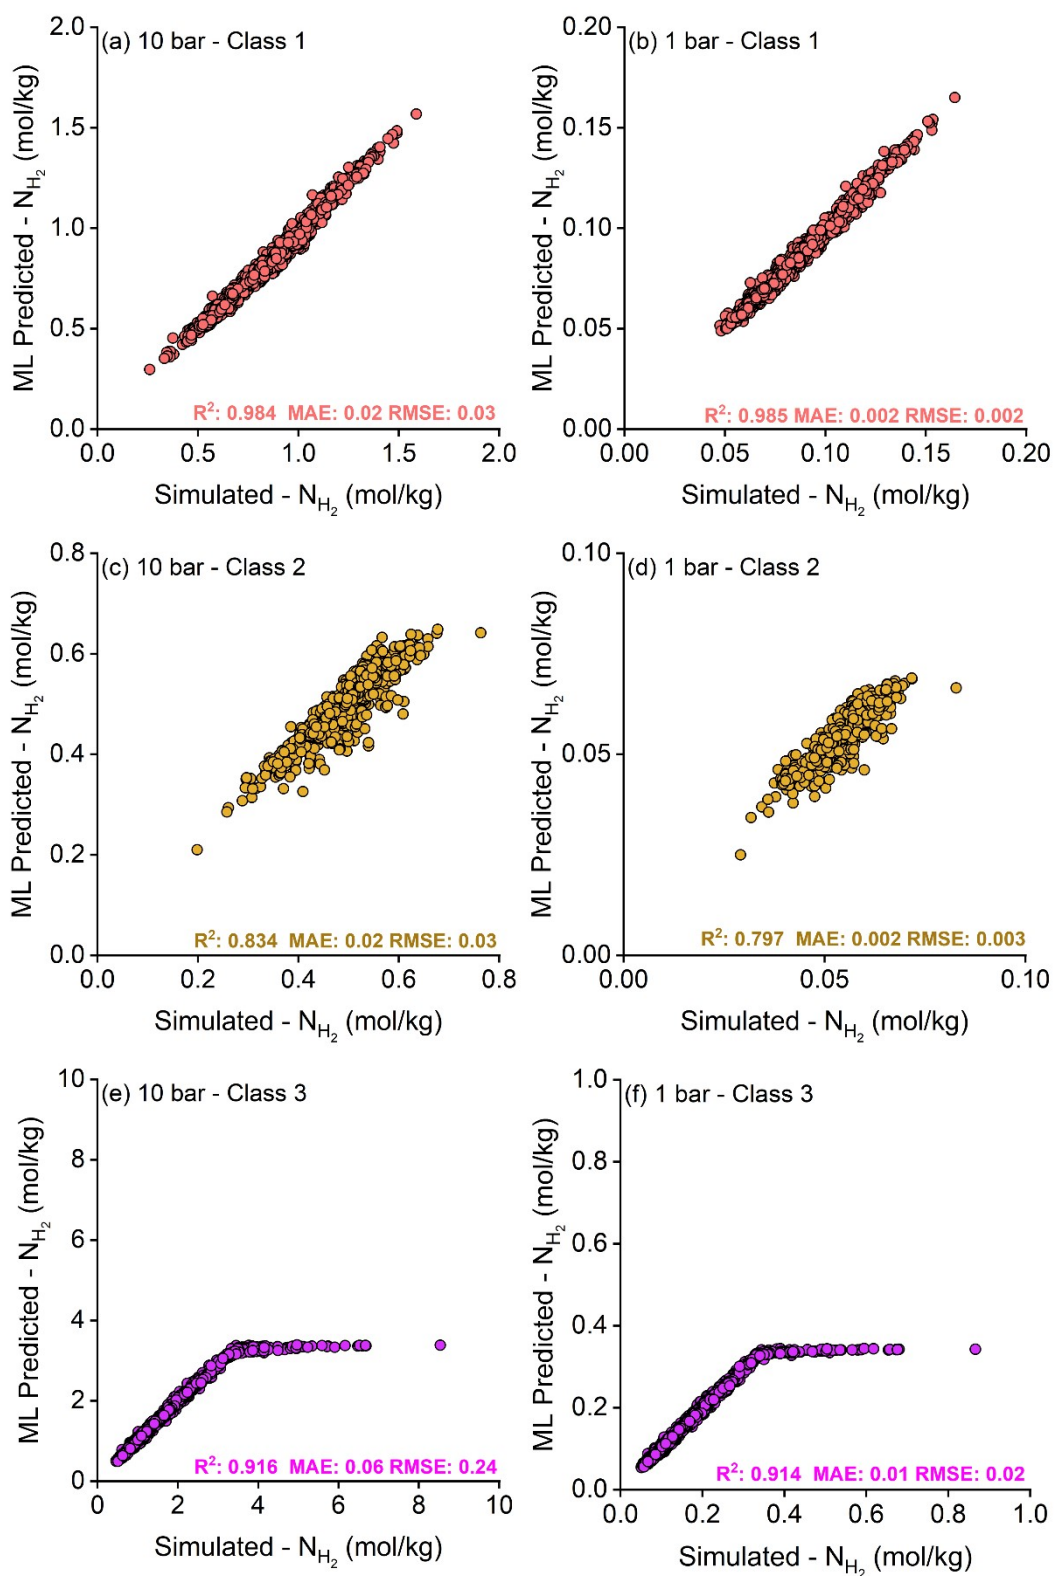 (a) 10 bar - Class 1
ML Predicted - N_H₂ (mol/kg)
2.0
1.5
1.0
0.5
0.0
R²: 0.984 MAE: 0.02 RMSE: 0.03
0.0 0.5 1.0 1.5 2.0
Simulated - N_H₂ (mol/kg)
(b) 1 bar - Class 1
ML Predicted - N_H₂ (mol/kg)
0.20
0.15
0.10
0.05
0.00
R²: 0.985 MAE: 0.002 RMSE: 0.002
0.00 0.05 0.10 0.15 0.20
Simulated - N_H₂ (mol/kg)
(c) 10 bar - Class 2
ML Predicted - N_H₂ (mol/kg)
0.8
0.6
0.4
0.2
0.0
R²: 0.834 MAE: 0.02 RMSE: 0.03
0.0 0.2 0.4 0.6 0.8
Simulated - N_H₂ (mol/kg)
(d) 1 bar - Class 2
ML Predicted - N_H₂ (mol/kg)
0.10
0.05
0.00
R²: 0.797 MAE: 0.002 RMSE: 0.003
0.00 0.05 0.10
Simulated - N_H₂ (mol/kg)
(e) 10 bar - Class 3
ML Predicted - N_H₂ (mol/kg)
10
8
6
4
2
0
R²: 0.916 MAE: 0.06 RMSE: 0.24
0 2 4 6 8 10
Simulated - N_H₂ (mol/kg)
(f) 1 bar - Class 3
ML Predicted - N_H₂ (mol/kg)
1.0
0.8
0.6
0.4
0.2
0.0
R²: 0.914 MAE: 0.01 RMSE: 0.02
0.0 0.2 0.4 0.6 0.8 1.0
Simulated - N_H₂ (mol/kg)